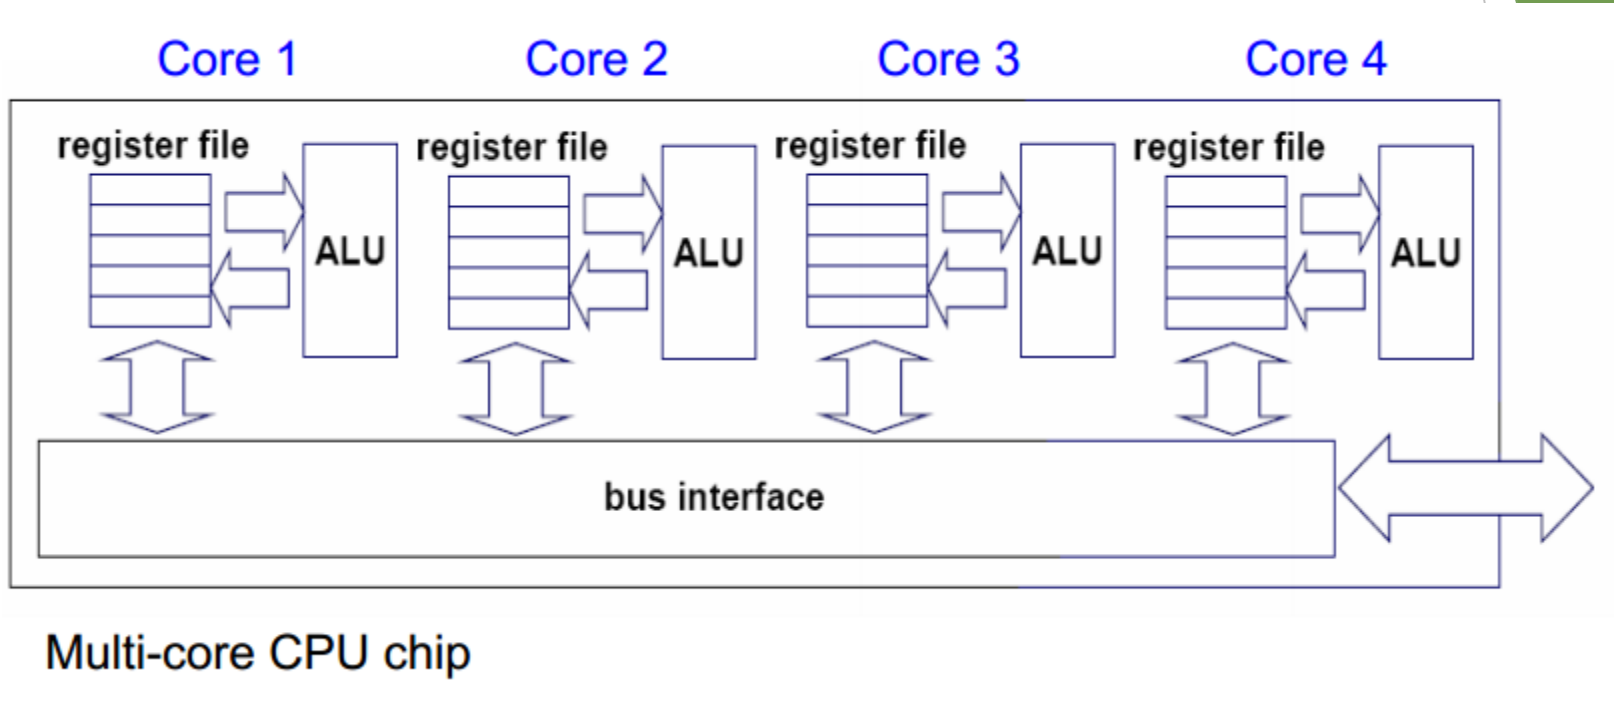 Core 1
Core 2
Core 3
Core 4
register file
ALU
register file
ALU
register file
ALU
register file
ALU
bus interface
Multi-core CPU chip